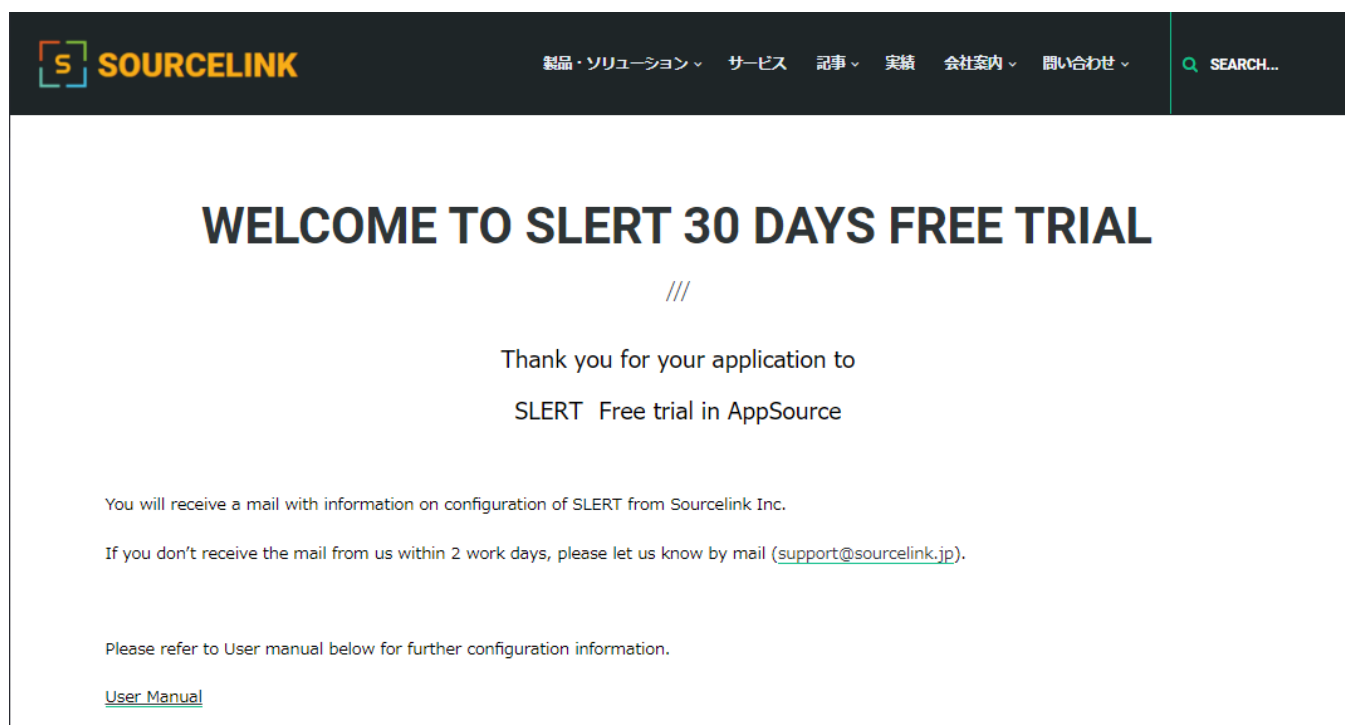 S SOURCELINK
製品・ソリューション サービス 記事 実績 会社案内 問い合わせ SEARCH...
WELCOME TO SLERT 30 DAYS FREE TRIAL
///
Thank you for your application to
SLERT Free trial in AppSource
You will receive a mail with information on configuration of SLERT from Sourcelink Inc.
If you don’t receive the mail from us within 2 work days, please let us know by mail (support@sourcelink.jp).
Please refer to User manual below for further configuration information.
User Manual